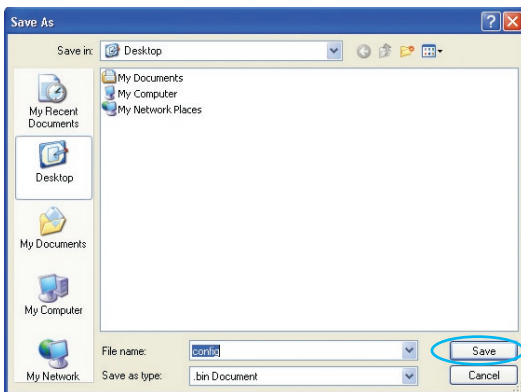 Save As
Save in: Desktop
My Documents
My Computer
My Network Places
My Recent
Documents
Desktop
My Documents
My Computer
My Network
File name: config
Save as type: .bin Document
Save
Cancel